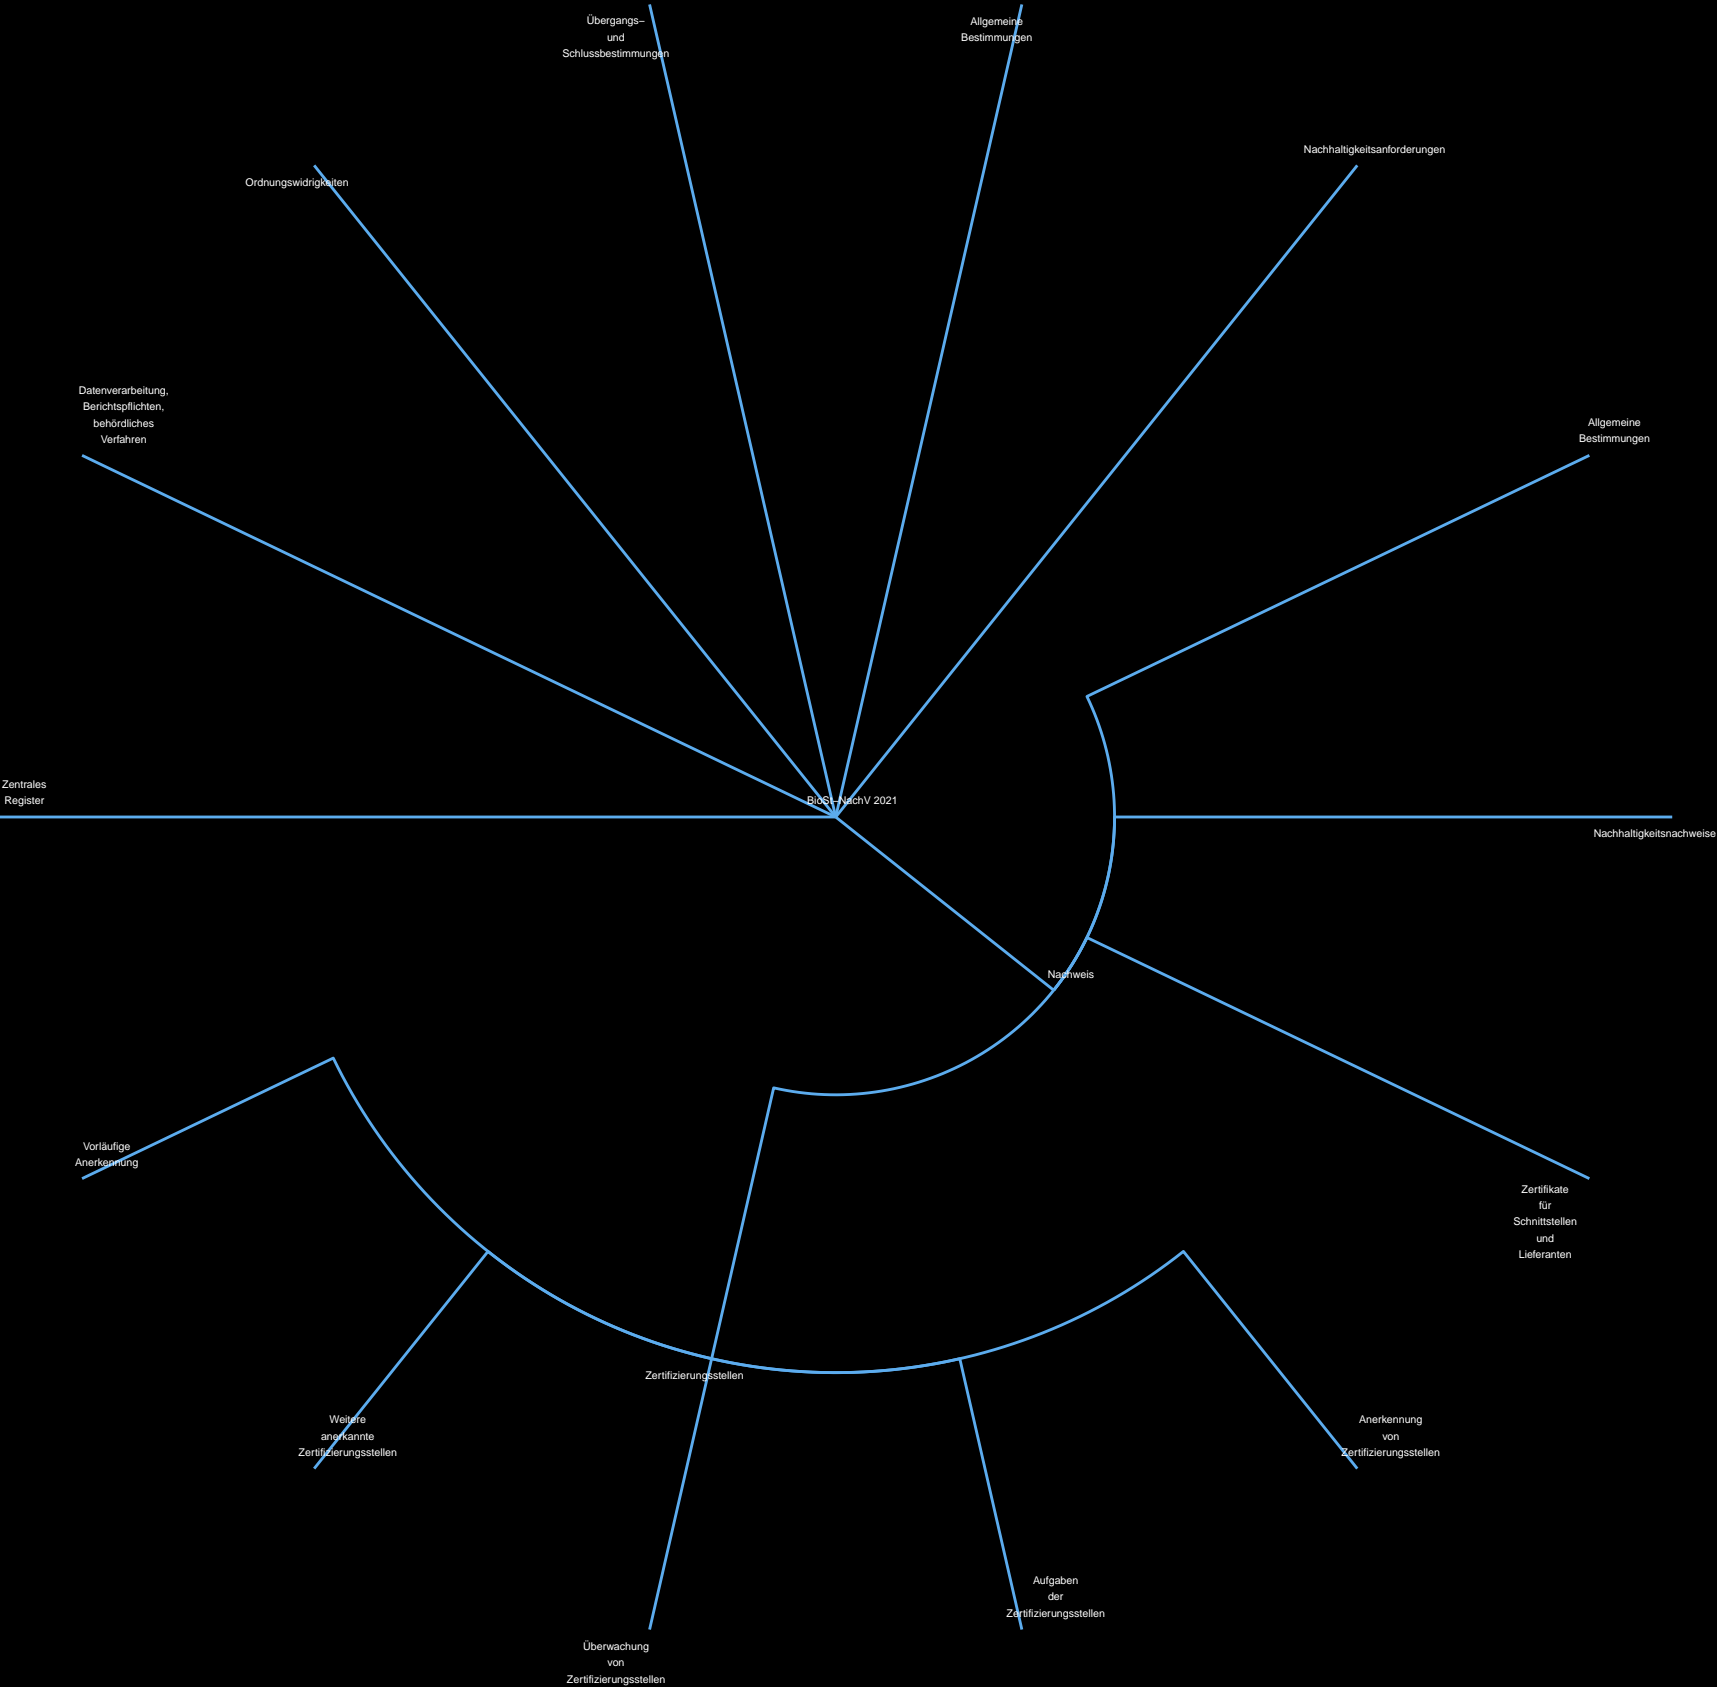 Übergangs–
und
Schlussbestimmungen
Allgemeine
Bestimmungen
Nachhaltigkeitsanforderungen
Ordnungswidrigkeiten
Datenverarbeitung,
Berichtspflichten,
behördliches
Verfahren
Allgemeine
Bestimmungen
Zentrales
Register
BioSt–NachV 2021
Nachhaltigkeitsnachweise
Nachweis
Vorläufige
Anerkennung
Zertifikate
für
Schnittstellen
und
Lieferanten
Zertifizierungsstellen
Weitere
anerkannte
Zertifizierungsstellen
Anerkennung
von
Zertifizierungsstellen
Aufgaben
der
Zertifizierungsstellen
Überwachung
von
Zertifizierungsstellen